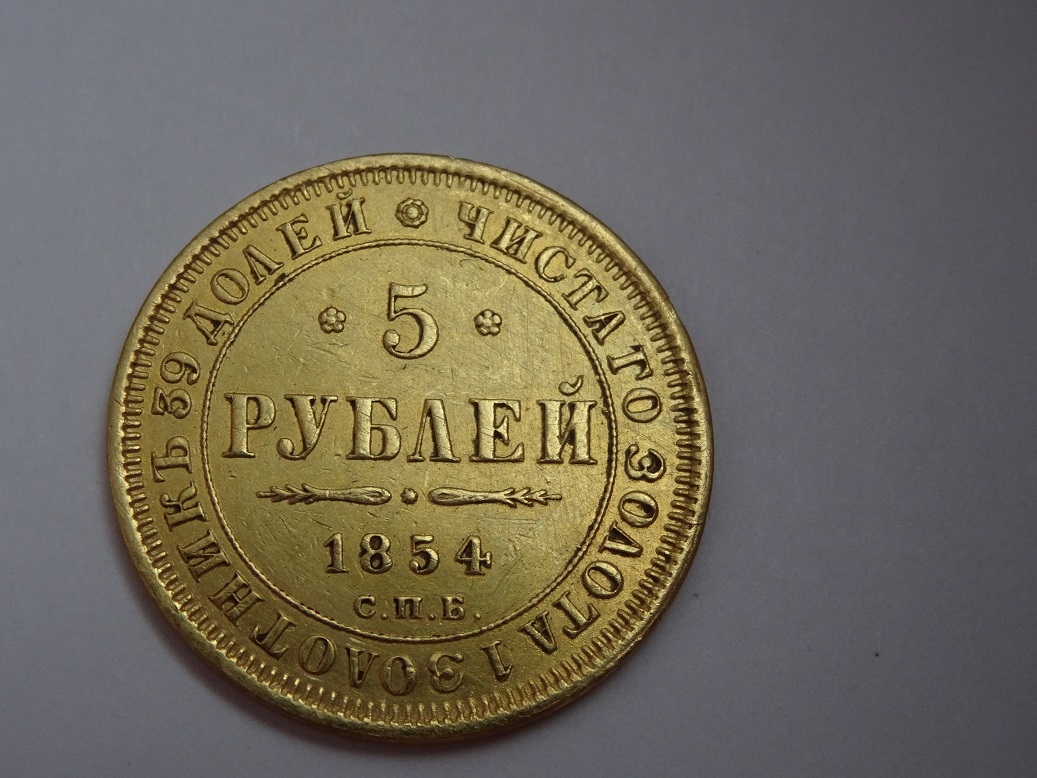 ЧИСТАГО ЗОЛОТА 1 ЗОЛОТНИКЪ 39 ДОЛЕЙ
5
РУБЛЕЙ
1854
С.П.Б.